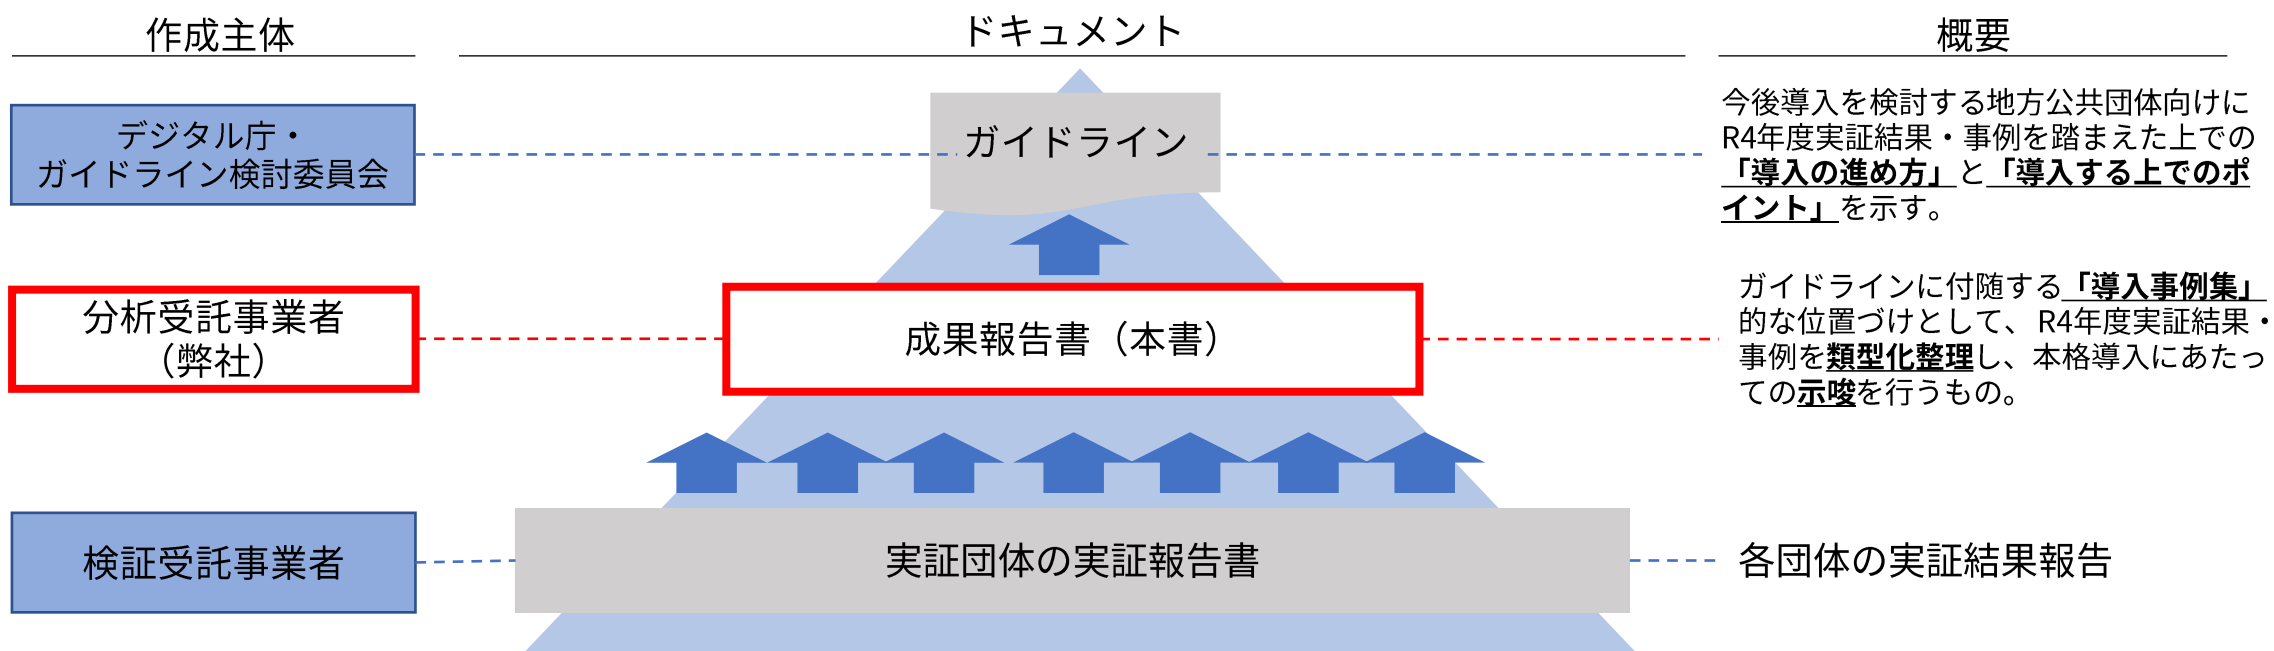 作成主体
ドキュメント
概要
デジタル庁・
ガイドライン検討委員会
ガイドライン
今後導入を検討する地方公共団体向けに
R4年度実証結果・事例を踏まえた上での
「導入の進め方」と「導入する上でのポ
イント」を示す。
分析受託事業者
（弊社）
成果報告書（本書）
ガイドラインに付随する「導入事例集」
的な位置づけとして、R4年度実証結果・
事例を類型化整理し、本格導入にあたっ
ての示唆を行うもの。
検証受託事業者
実証団体の実証報告書
各団体の実証結果報告